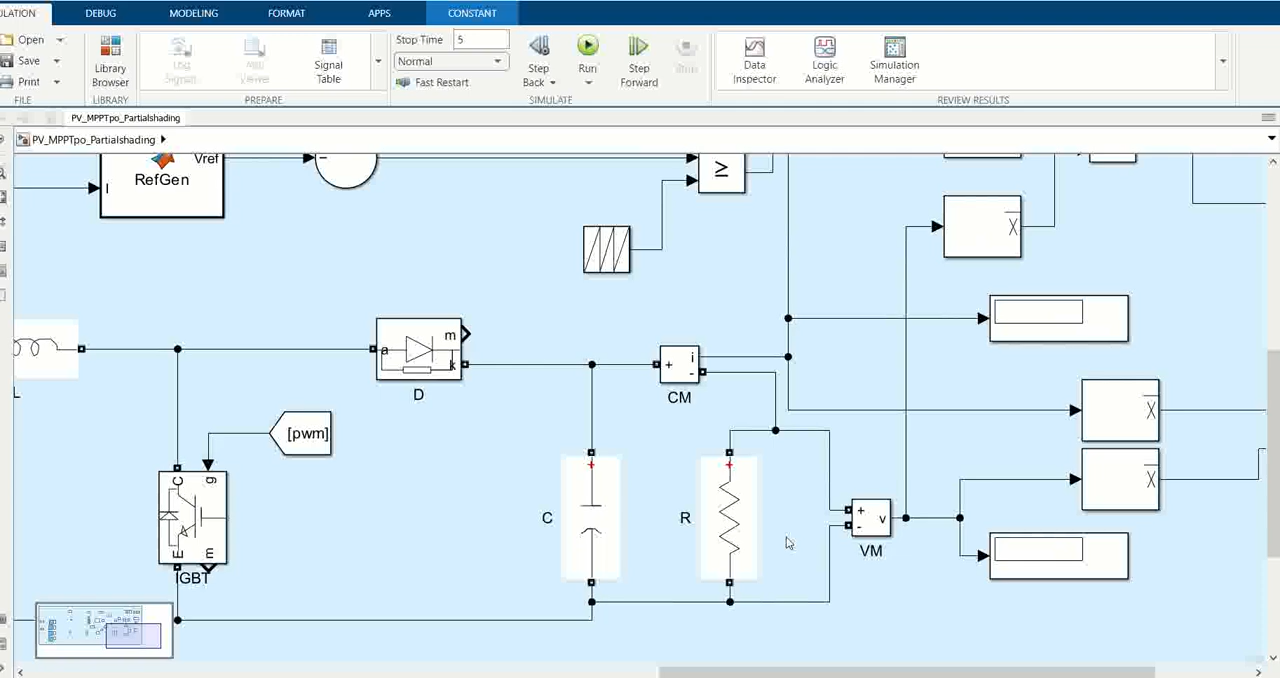 ULATION DEBUG MODELING FORMAT APPS CONSTANT
Open
Save
Print
FILE
Library
Browser
LIBRARY
Signal
Table
PREPARE
Stop Time 5
Normal
Fast Restart
Step
Back
Run
Step
Forward
Stop
SIMULATE
Data
Inspector
Logic
Analyzer
Simulation
Manager
REVIEW RESULTS
PV_MPPTpo_Partialshading
PV_MPPTpo_Partialshading
Vref
I
RefGen
−
≥
X
L
a
m
k
D
+
i
-
CM
[pwm]
C
g
E
m
IGBT
+
C
+
R
+
-
v
VM
X
X